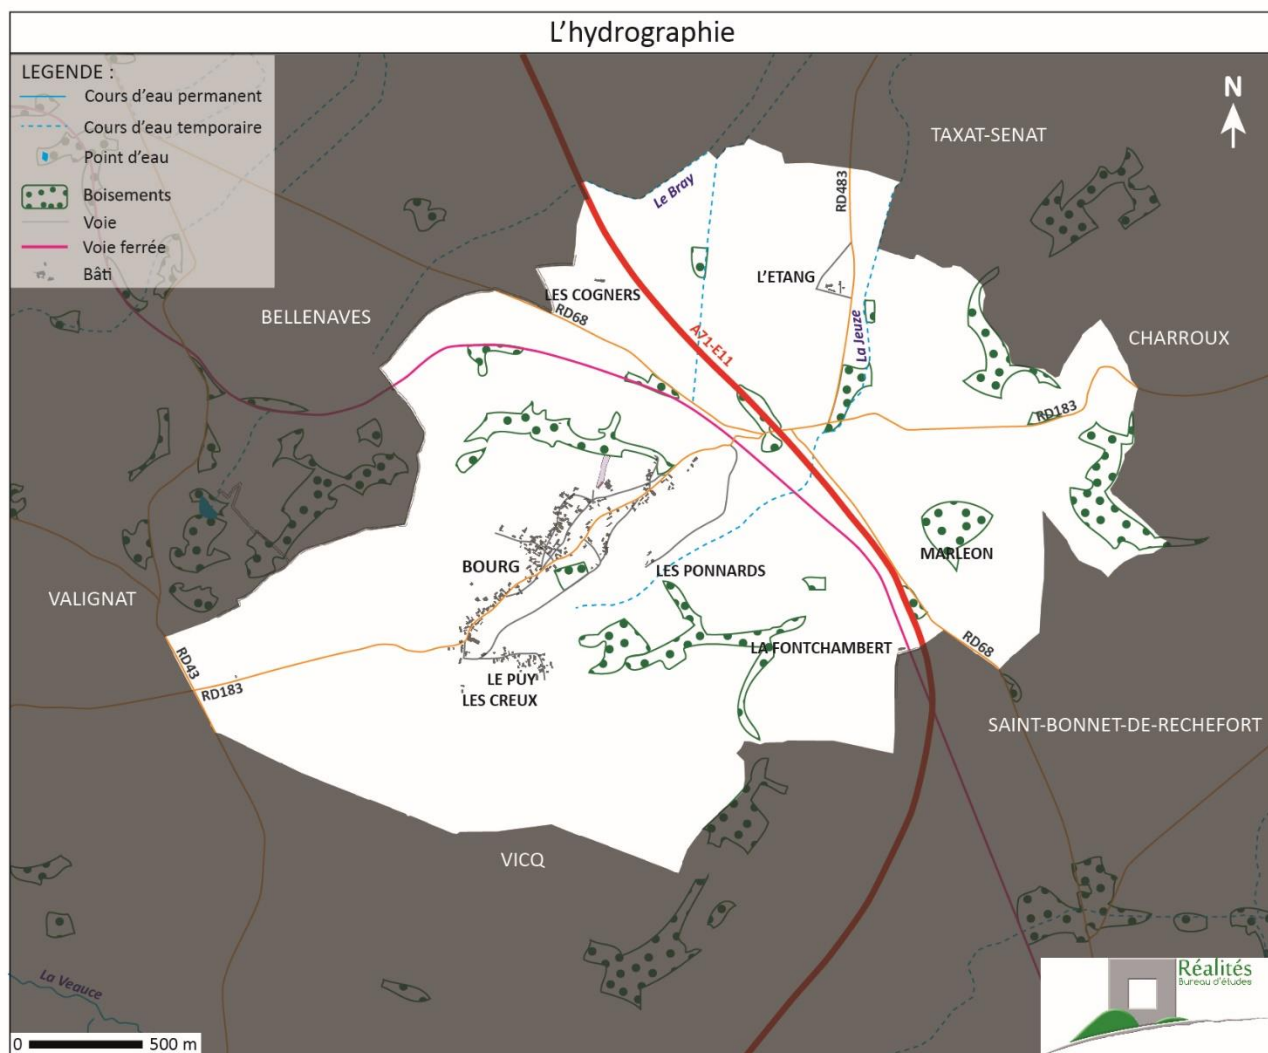 L'hydrographie
LEGENDE :
Cours d'eau permanent
Cours d'eau temporaire
Point d'eau
Boisements
Voie
Voie ferrée
Bâti
N
TAXAT-SENAT
Le Bray
RD483
L'ETANG
LES COGNERS
BELLENAVES
RD68
A71-E11
La Jeuze
CHARROUX
RD183
BOURG
LES PONNARDS
MARLEON
VALIGNAT
LA FONTCHAMBERT
RD68
RD43
RD183
LE PUY
LES CREUX
SAINT-BONNET-DE-RECHEFORT
VICQ
La Veauce
Réalités
Bureau d'études
0 500 m